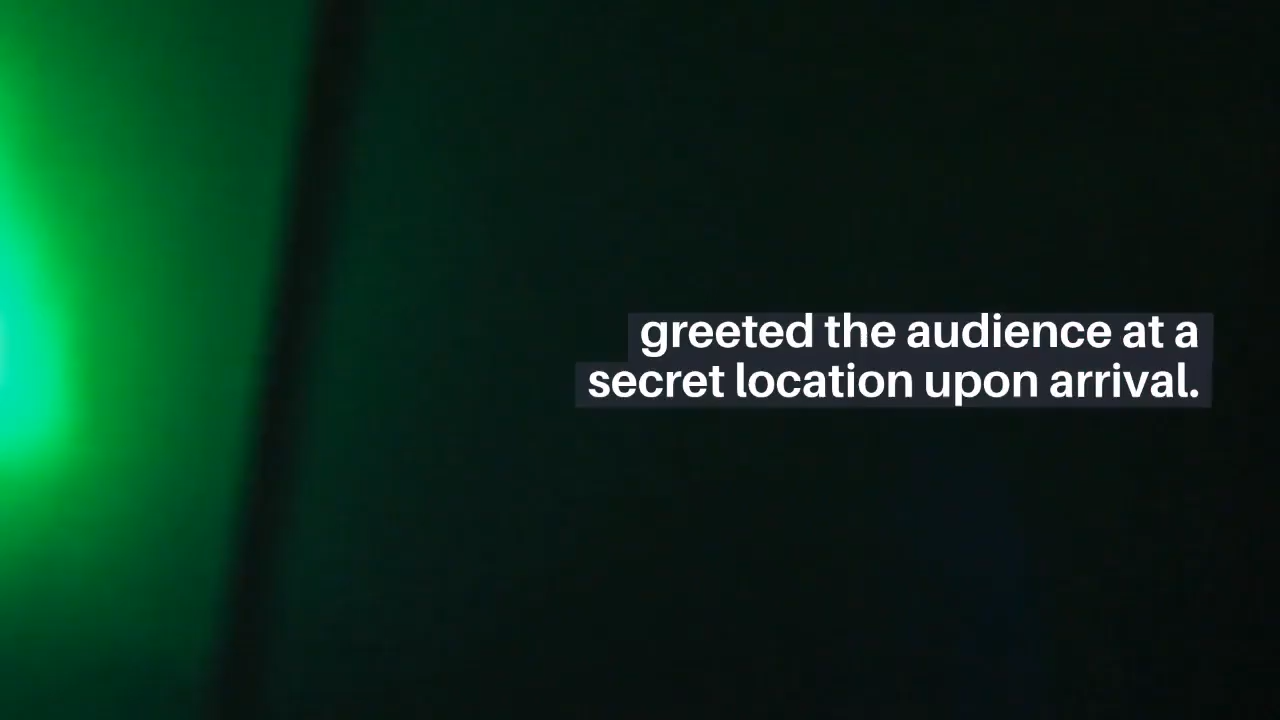 greeted the audience at a
secret location upon arrival.